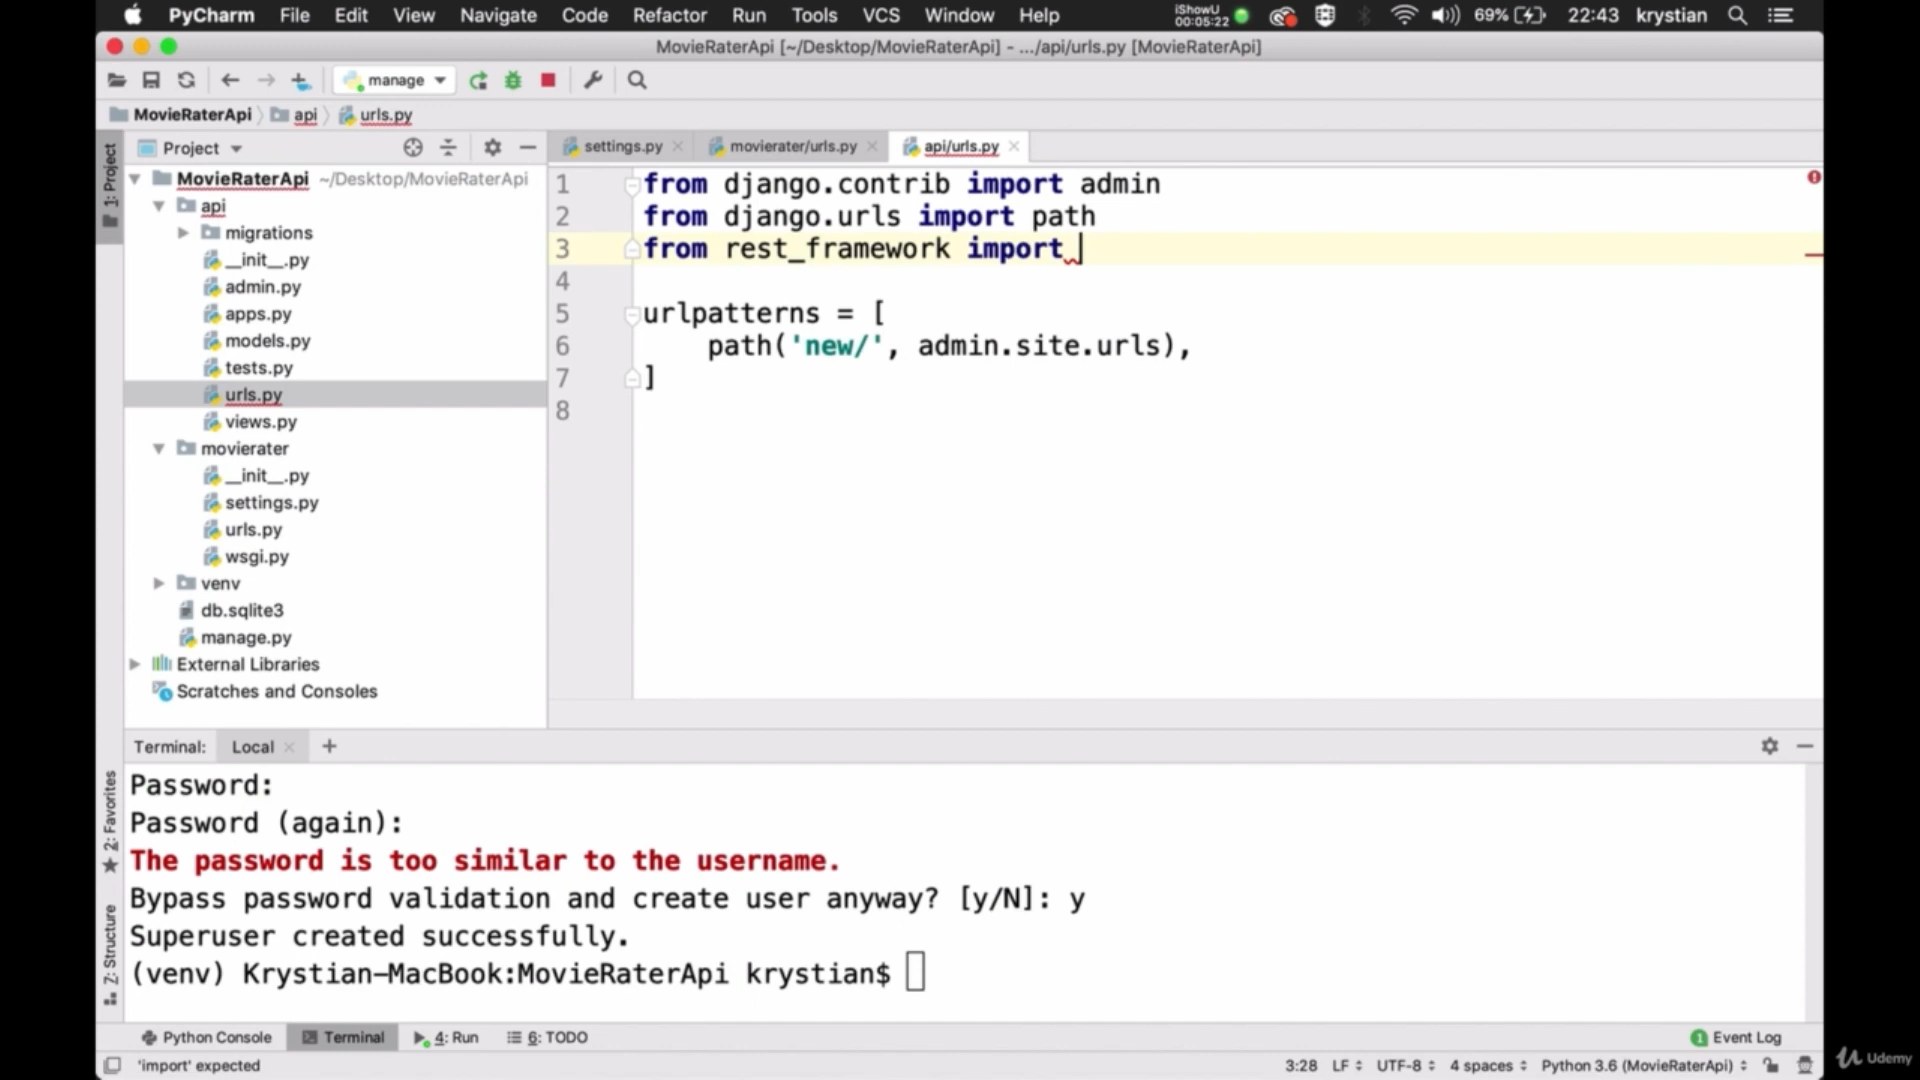 PyCharm File Edit View Navigate Code Refactor Run Tools VCS Window Help iShowU 00:05:22 69% 22:43 krystian
MovieRaterApi [~/Desktop/MovieRaterApi] - .../api/urls.py [MovieRaterApi]
manage
MovieRaterApi api urls.py
1: Project
Project
settings.py movierater/urls.py api/urls.py
MovieRaterApi ~/Desktop/MovieRaterApi
api
migrations
__init__.py
admin.py
apps.py
models.py
tests.py
urls.py
views.py
movierater
__init__.py
settings.py
urls.py
wsgi.py
venv
db.sqlite3
manage.py
External Libraries
Scratches and Consoles
1 from django.contrib import admin
2 from django.urls import path
3 from rest_framework import
4
5 urlpatterns = [
6 path('new/', admin.site.urls),
7 ]
8
2: Favorites
Z: Structure
Terminal: Local +
Password:
Password (again):
The password is too similar to the username.
Bypass password validation and create user anyway? [y/N]: y
Superuser created successfully.
(venv) Krystian-MacBook:MovieRaterApi krystian$
Python Console Terminal 4: Run 6: TODO 1 Event Log
'import' expected 3:28 LF UTF-8 4 spaces Python 3.6 (MovieRaterApi)
Udemy